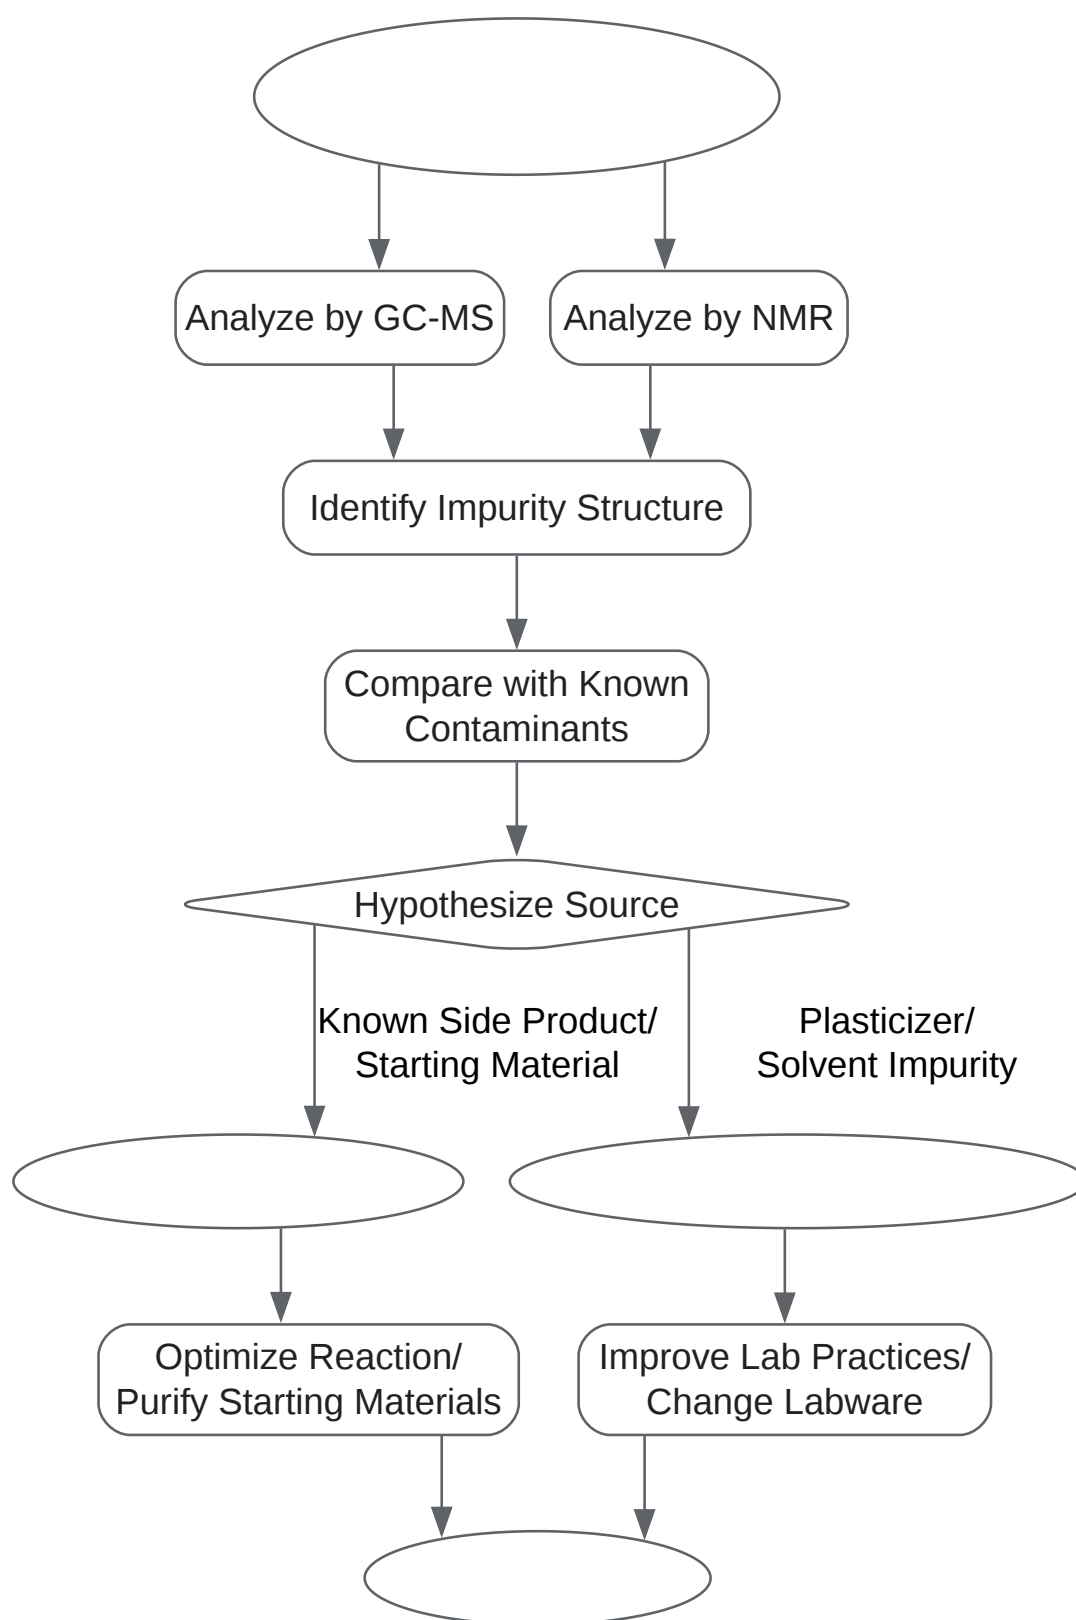 Analyze by GC-MS
Analyze by NMR
Identify Impurity Structure
Compare with Known
Contaminants
Hypothesize Source
Known Side Product/
Starting Material
Plasticizer/
Solvent Impurity
Optimize Reaction/
Purify Starting Materials
Improve Lab Practices/
Change Labware